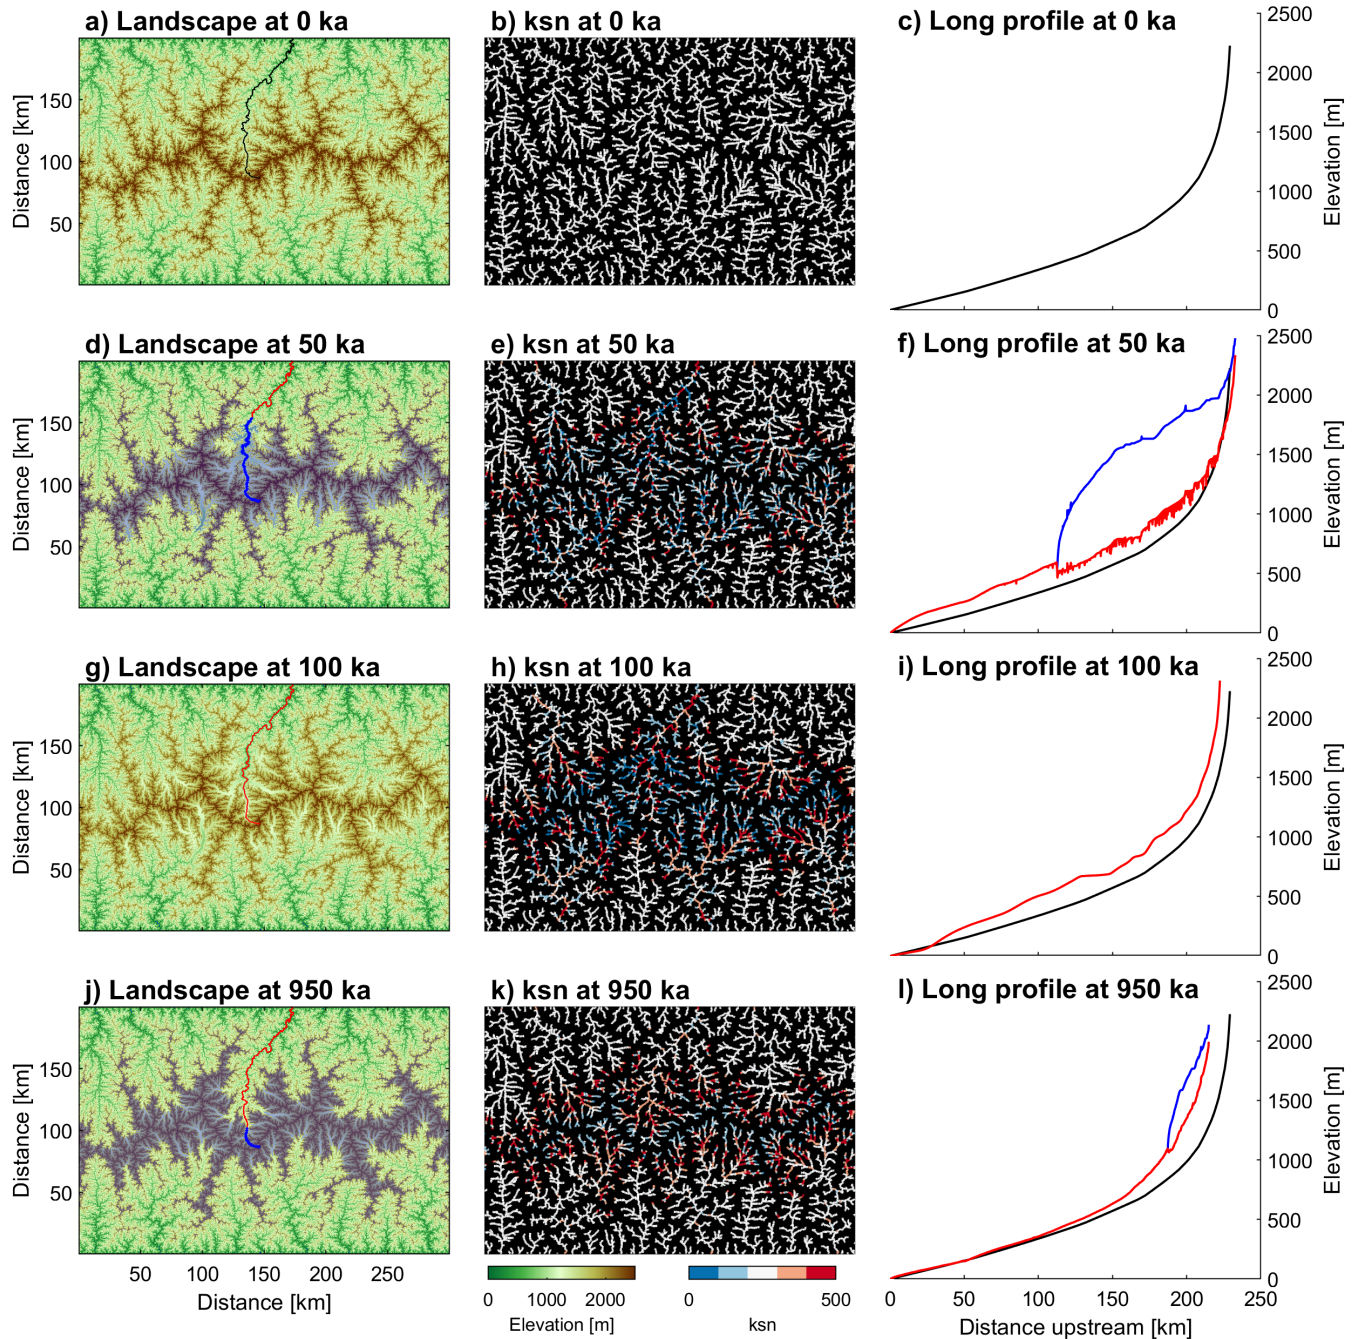 a) Landscape at 0 ka
b) ksn at 0 ka
c) Long profile at 0 ka
Distance [km]
150
100
50
2500
2000
1500
1000
500
0
Elevation [m]
d) Landscape at 50 ka
e) ksn at 50 ka
f) Long profile at 50 ka
Distance [km]
150
100
50
2500
2000
1500
1000
500
0
Elevation [m]
g) Landscape at 100 ka
h) ksn at 100 ka
i) Long profile at 100 ka
Distance [km]
150
100
50
2500
2000
1500
1000
500
0
Elevation [m]
j) Landscape at 950 ka
k) ksn at 950 ka
l) Long profile at 950 ka
Distance [km]
150
100
50
50 100 150 200 250
Distance [km]
0 1000 2000
Elevation [m]
0 500
ksn
2500
2000
1500
1000
500
0
Elevation [m]
0 50 100 150 200 250
Distance upstream [km]